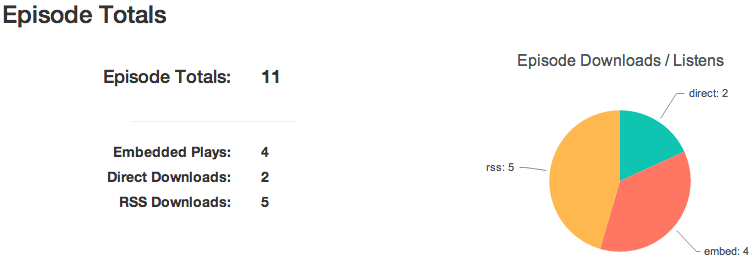 Episode Totals
Episode Totals: 11
Embedded Plays: 4
Direct Downloads: 2
RSS Downloads: 5
Episode Downloads / Listens
direct: 2
rss: 5
embed: 4